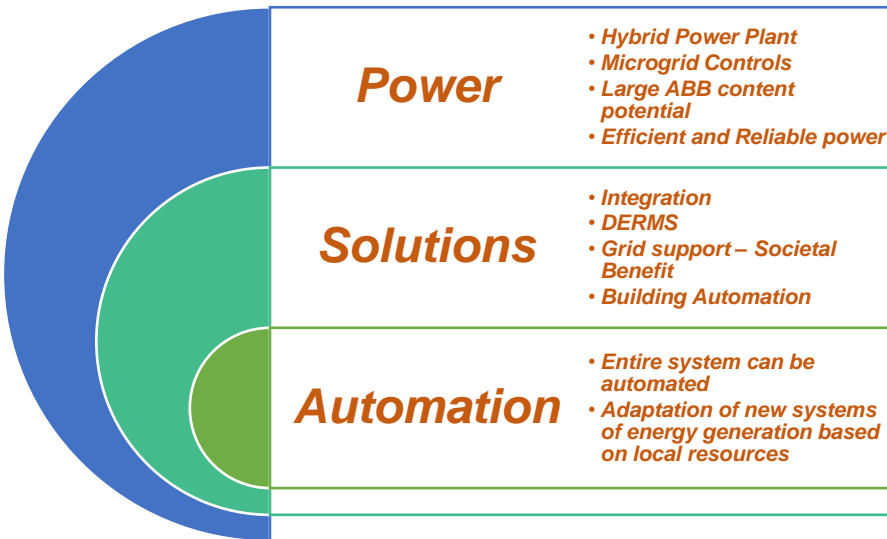 Power
• Hybrid Power Plant
• Microgrid Controls
• Large ABB content
potential
• Efficient and Reliable power
Solutions
• Integration
• DERMS
• Grid support – Societal
Benefit
• Building Automation
Automation
• Entire system can be
automated
• Adaptation of new systems
of energy generation based
on local resources